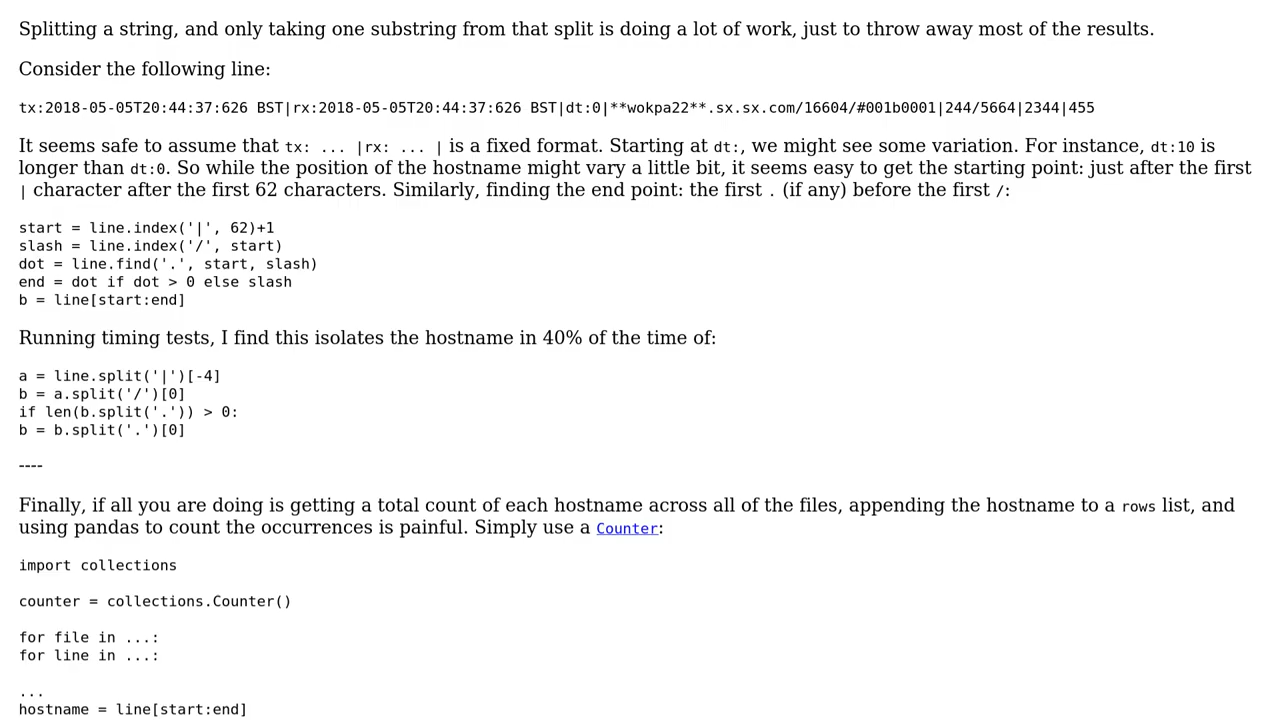 Splitting a string, and only taking one substring from that split is doing a lot of work, just to throw away most of the results.
Consider the following line:
tx:2018-05-05T20:44:37:626 BST|rx:2018-05-05T20:44:37:626 BST|dt:0|**wokpa22**.sx.sx.com/16604/#001b0001|244/5664|2344|455
It seems safe to assume that tx: ... |rx: ... | is a fixed format. Starting at dt:, we might see some variation. For instance, dt:10 is
longer than dt:0. So while the position of the hostname might vary a little bit, it seems easy to get the starting point: just after the first
| character after the first 62 characters. Similarly, finding the end point: the first . (if any) before the first /:
start = line.index('|', 62)+1
slash = line.index('/', start)
dot = line.find('.', start, slash)
end = dot if dot > 0 else slash
b = line[start:end]
Running timing tests, I find this isolates the hostname in 40% of the time of:
a = line.split('|')[-4]
b = a.split('/')[0]
if len(b.split('.')) > 0:
b = b.split('.')[0]
----
Finally, if all you are doing is getting a total count of each hostname across all of the files, appending the hostname to a rows list, and
using pandas to count the occurrences is painful. Simply use a Counter:
import collections
counter = collections.Counter()
for file in ...:
for line in ...:
...
hostname = line[start:end]